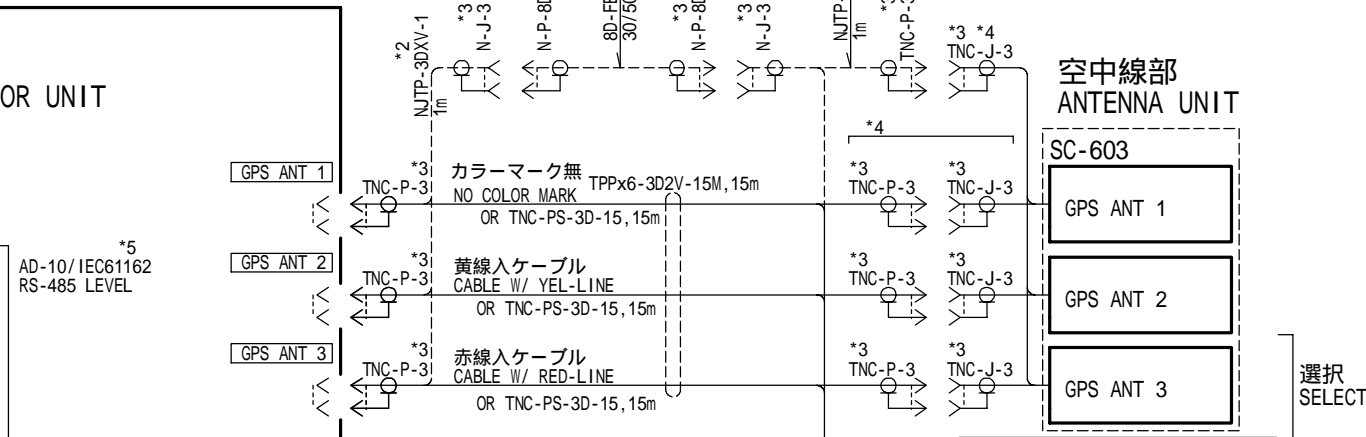 OR UNIT
*2
NJTP-3DXV-1
1m
*3
N-J-3
N-P-8D
8D-FB
30/50
*3
N-P-8D
*3
N-J-3
NJTP-
1m
*3
TNC-P-3
*3 *4
TNC-J-3
空中線部
ANTENNA UNIT
*4
SC-603
GPS ANT 1
*3
TNC-P-3
カラーマーク無
NO COLOR MARK
TPPx6-3D2V-15M,15m
OR TNC-PS-3D-15,15m
*3
TNC-P-3
*3
TNC-J-3
GPS ANT 1
*5
AD-10/IEC61162
RS-485 LEVEL
GPS ANT 2
*3
TNC-P-3
黄線入ケーブル
CABLE W/ YEL-LINE
OR TNC-PS-3D-15,15m
*3
TNC-P-3
*3
TNC-J-3
GPS ANT 2
GPS ANT 3
*3
TNC-P-3
赤線入ケーブル
CABLE W/ RED-LINE
OR TNC-PS-3D-15,15m
*3
TNC-P-3
*3
TNC-J-3
GPS ANT 3
選択
SELECT